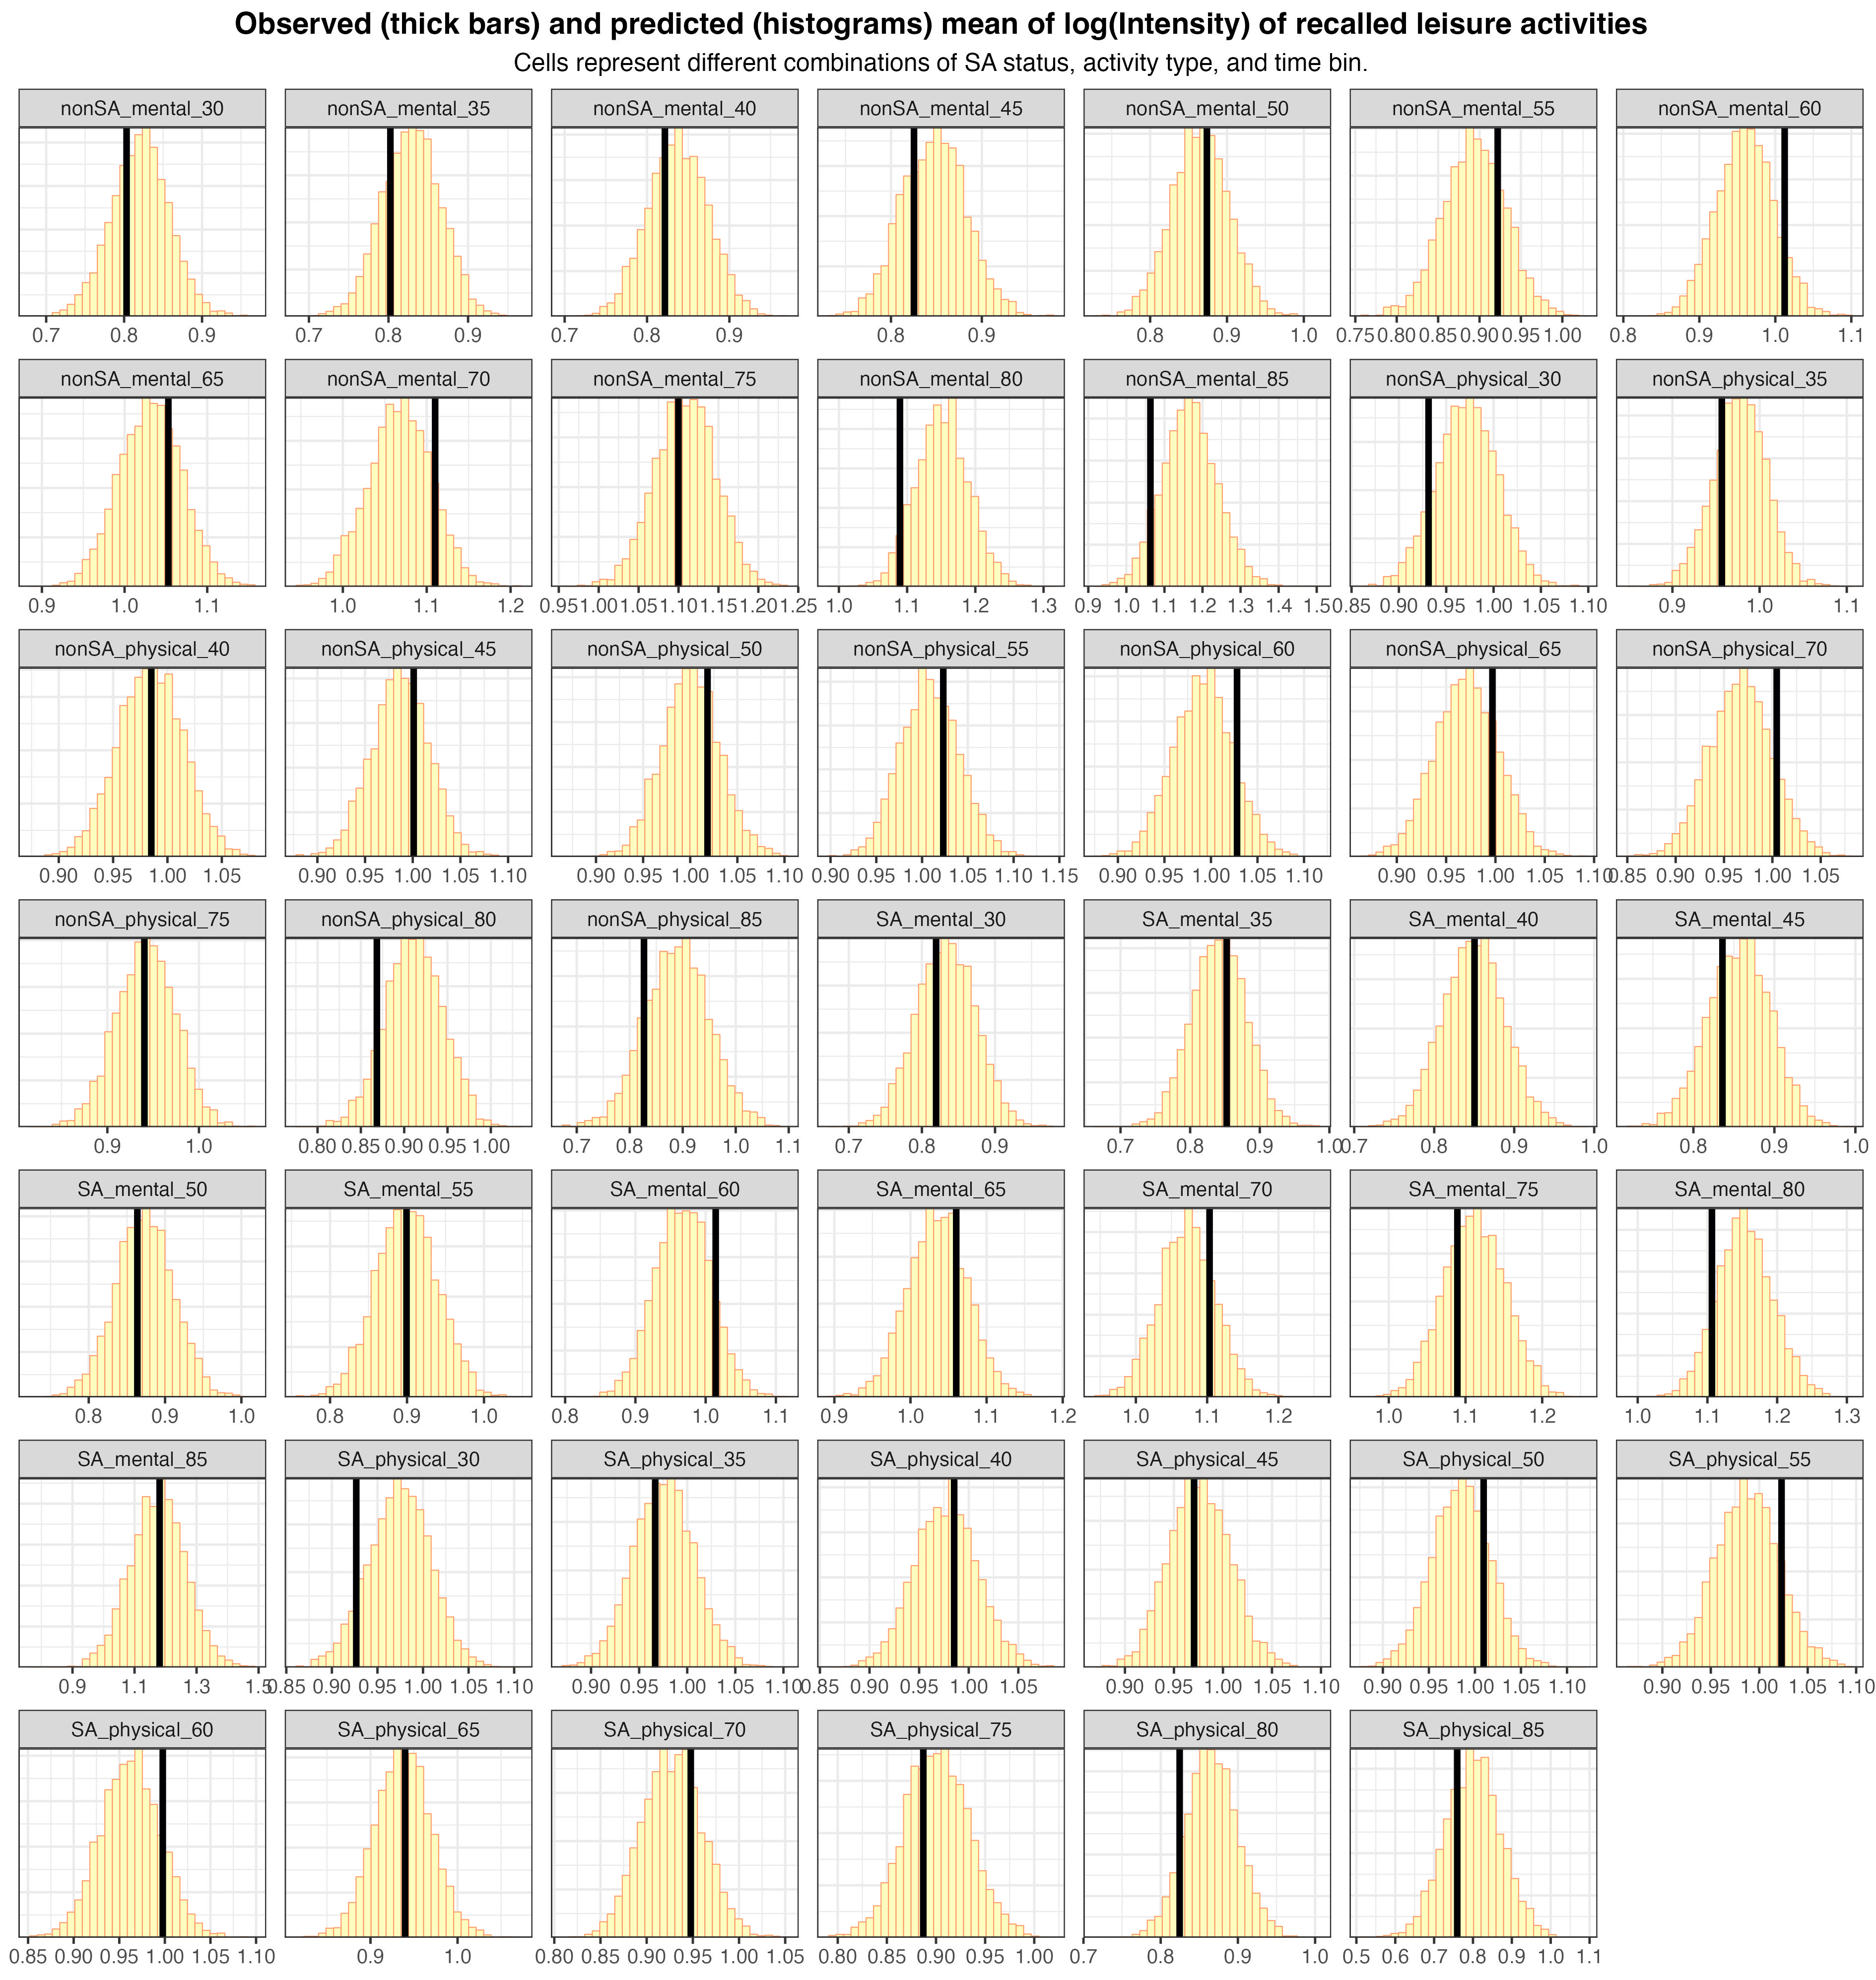 Observed (thick bars) and predicted (histograms) mean of log(Intensity) of recalled leisure activities
Cells represent different combinations of SA status, activity type, and time bin.
nonSA_mental_30 nonSA_mental_35 nonSA_mental_40 nonSA_mental_45 nonSA_mental_50 nonSA_mental_55 nonSA_mental_60
0.7 0.8 0.9 0.7 0.8 0.9 0.7 0.8 0.9 0.8 0.9 0.8 0.9 1.0 0.75 0.80 0.85 0.90 0.95 1.00 0.8 0.9 1.0 1.1
nonSA_mental_65 nonSA_mental_70 nonSA_mental_75 nonSA_mental_80 nonSA_mental_85 nonSA_physical_30 nonSA_physical_35
0.9 1.0 1.1 1.0 1.1 1.2 0.95 1.00 1.05 1.10 1.15 1.20 1.25 1.0 1.1 1.2 1.3 0.9 1.0 1.1 1.2 1.3 1.4 1.5 0.85 0.90 0.95 1.00 1.05 1.10 0.9 1.0 1.1
nonSA_physical_40 nonSA_physical_45 nonSA_physical_50 nonSA_physical_55 nonSA_physical_60 nonSA_physical_65 nonSA_physical_70
0.90 0.95 1.00 1.05 0.90 0.95 1.00 1.05 1.10 0.90 0.95 1.00 1.05 1.10 0.90 0.95 1.00 1.05 1.10 1.15 0.90 0.95 1.00 1.05 1.10 0.90 0.95 1.00 1.05 1.10 0.85 0.90 0.95 1.00 1.05
nonSA_physical_75 nonSA_physical_80 nonSA_physical_85 SA_mental_30 SA_mental_35 SA_mental_40 SA_mental_45
0.9 1.0 0.80 0.85 0.90 0.95 1.00 0.7 0.8 0.9 1.0 1.1 0.7 0.8 0.9 0.7 0.8 0.9 1.0 0.7 0.8 0.9 1.0 0.8 0.9 1.0
SA_mental_50 SA_mental_55 SA_mental_60 SA_mental_65 SA_mental_70 SA_mental_75 SA_mental_80
0.8 0.9 1.0 0.8 0.9 1.0 0.8 0.9 1.0 1.1 0.9 1.0 1.1 1.2 1.0 1.1 1.2 1.0 1.1 1.2 1.0 1.1 1.2 1.3
SA_mental_85 SA_physical_30 SA_physical_35 SA_physical_40 SA_physical_45 SA_physical_50 SA_physical_55
0.9 1.1 1.3 1.5 0.85 0.90 0.95 1.00 1.05 1.10 0.90 0.95 1.00 1.05 1.10 0.85 0.90 0.95 1.00 1.05 0.90 0.95 1.00 1.05 1.10 0.90 0.95 1.00 1.05 1.10 0.90 0.95 1.00 1.05 1.10
SA_physical_60 SA_physical_65 SA_physical_70 SA_physical_75 SA_physical_80 SA_physical_85
0.85 0.90 0.95 1.00 1.05 1.10 0.9 1.0 0.80 0.85 0.90 0.95 1.00 1.05 0.80 0.85 0.90 0.95 1.00 0.7 0.8 0.9 1.0 0.5 0.6 0.7 0.8 0.9 1.0 1.1